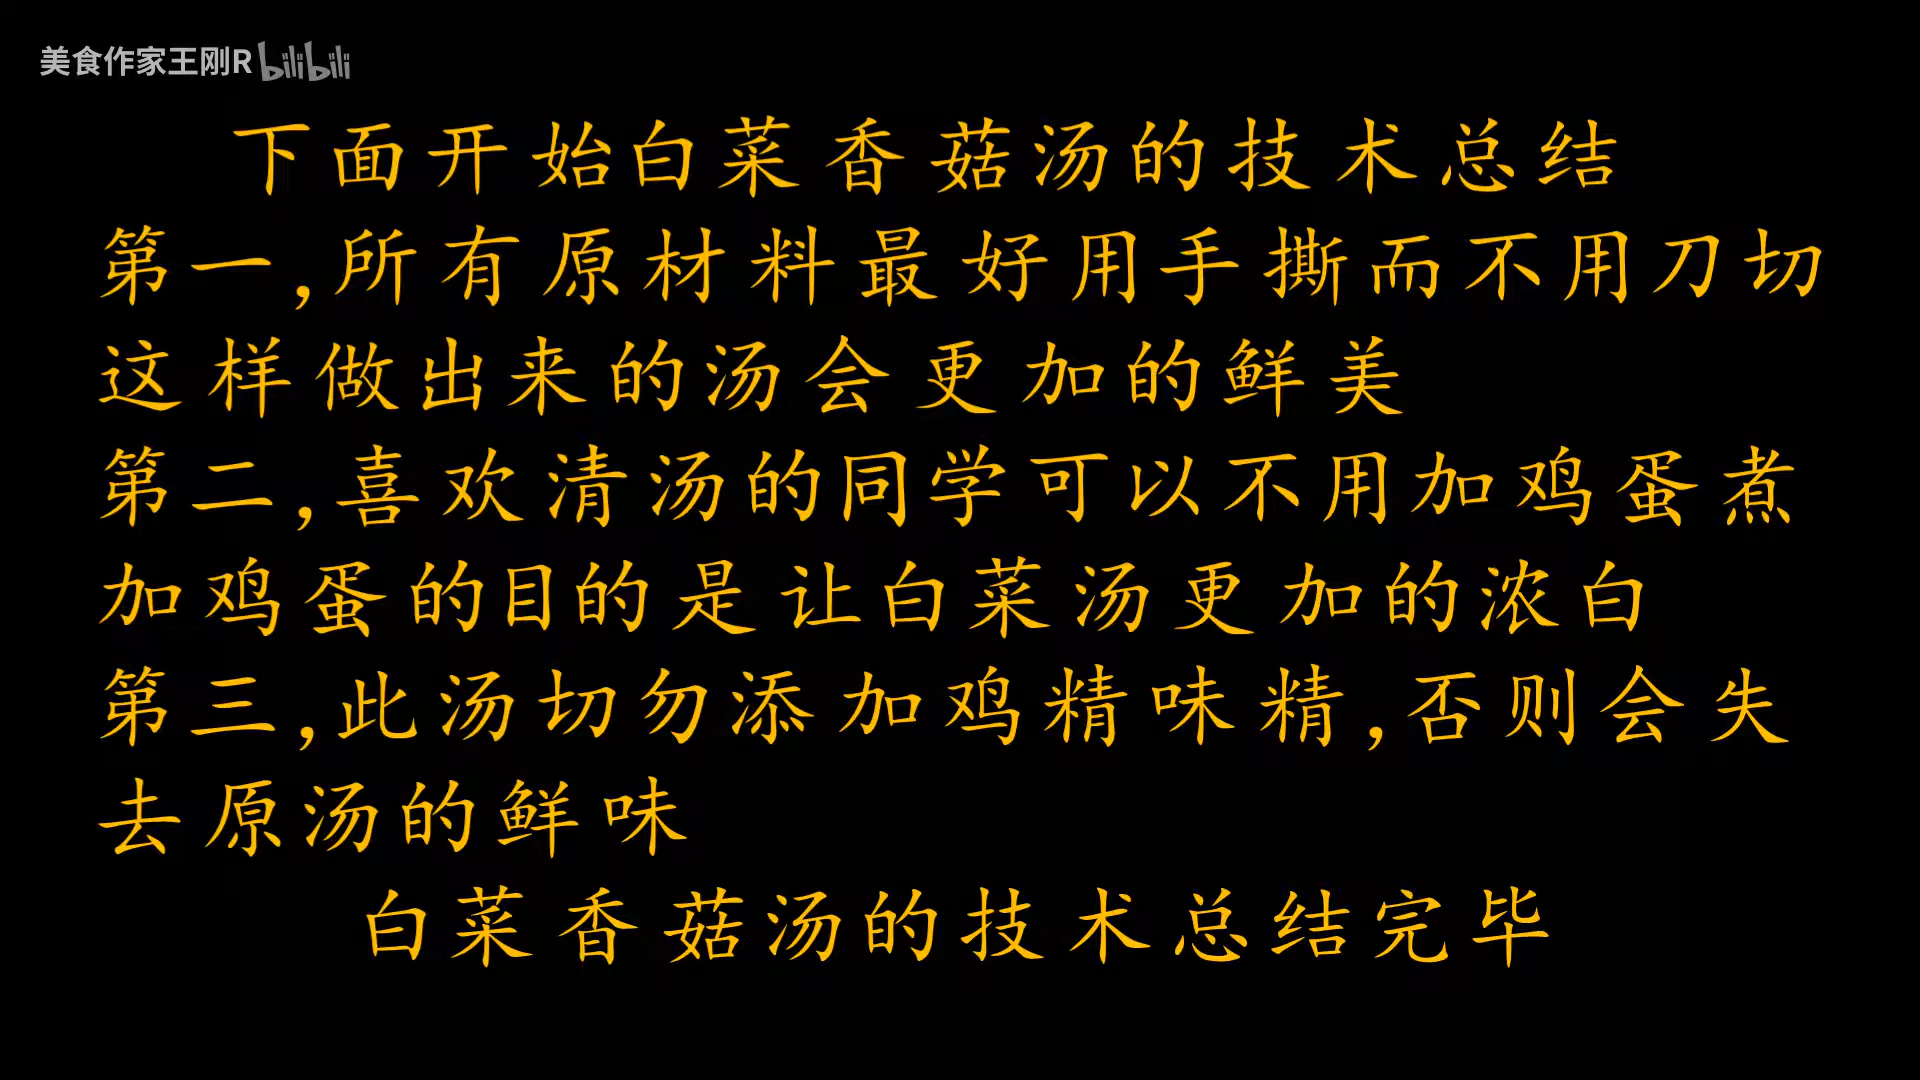 美食作家王刚R bilibili
下面开始白菜香菇汤的技术总结
第一,所有原材料最好用手撕而不用刀切
这样做出来的汤会更加的鲜美
第二,喜欢清汤的同学可以不用加鸡蛋煮
加鸡蛋的目的是让白菜汤更加的浓白
第三,此汤切勿添加鸡精味精,否则会失
去原汤的鲜味
白菜香菇汤的技术总结完毕